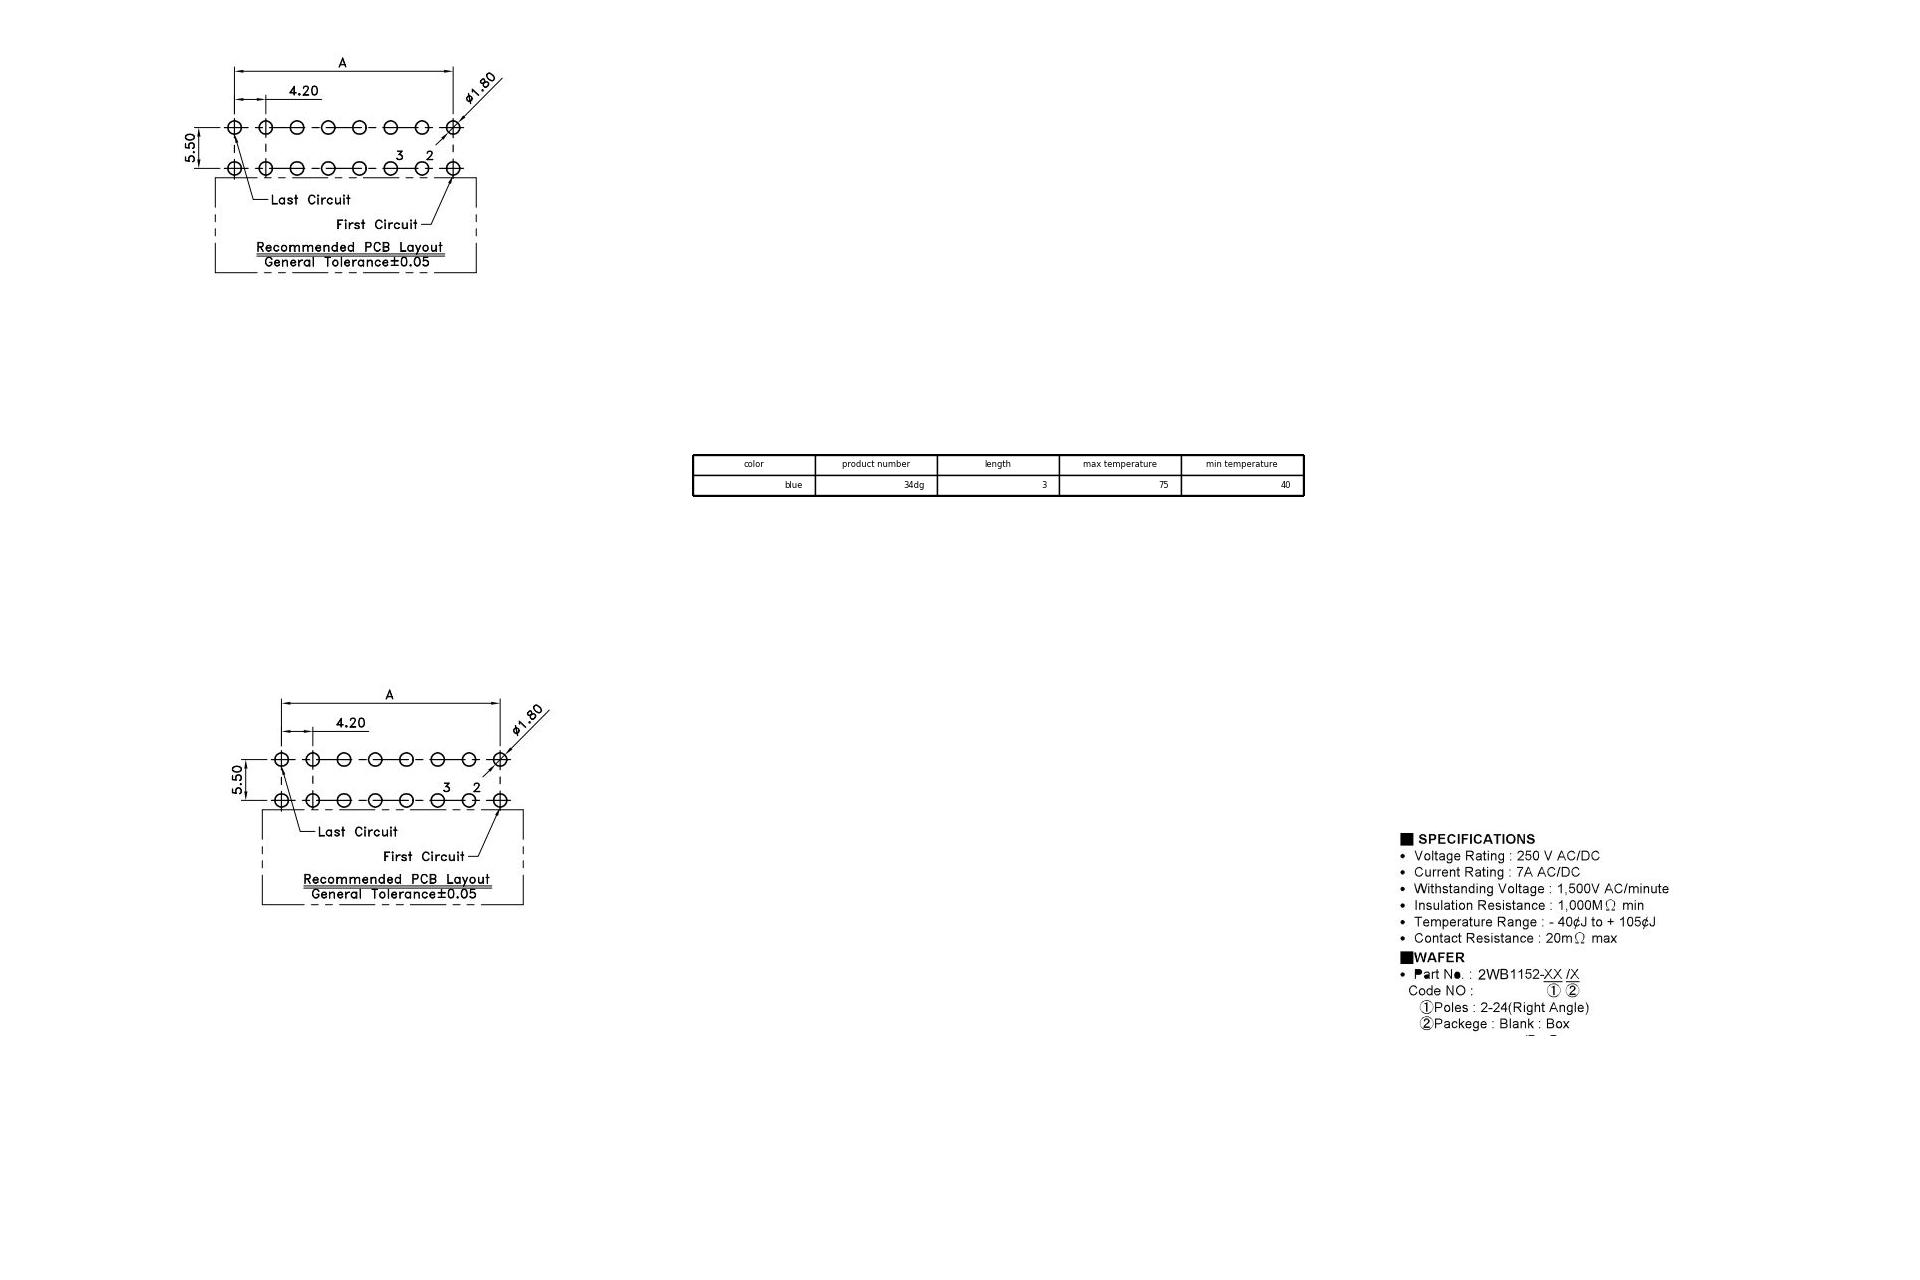 A
4.20
ø1.80
5.50
3 2
Last Circuit
First Circuit
Recommended PCB Layout
General Tolerance±0.05
color product number length max temperature min temperature
blue 34dg 3 75 40
A
4.20
ø1.80
5.50
3 2
Last Circuit
First Circuit
Recommended PCB Layout
General Tolerance±0.05
■ SPECIFICATIONS
• Voltage Rating : 250 V AC/DC
• Current Rating : 7A AC/DC
• Withstanding Voltage : 1,500V AC/minute
• Insulation Resistance : 1,000MΩ min
• Temperature Range : - 40¢J to + 105¢J
• Contact Resistance : 20mΩ max
■WAFER
• Part No. : 2WB1152-XX /X
Code NO : ① ②
①Poles : 2-24(Right Angle)
②Packege : Blank : Box